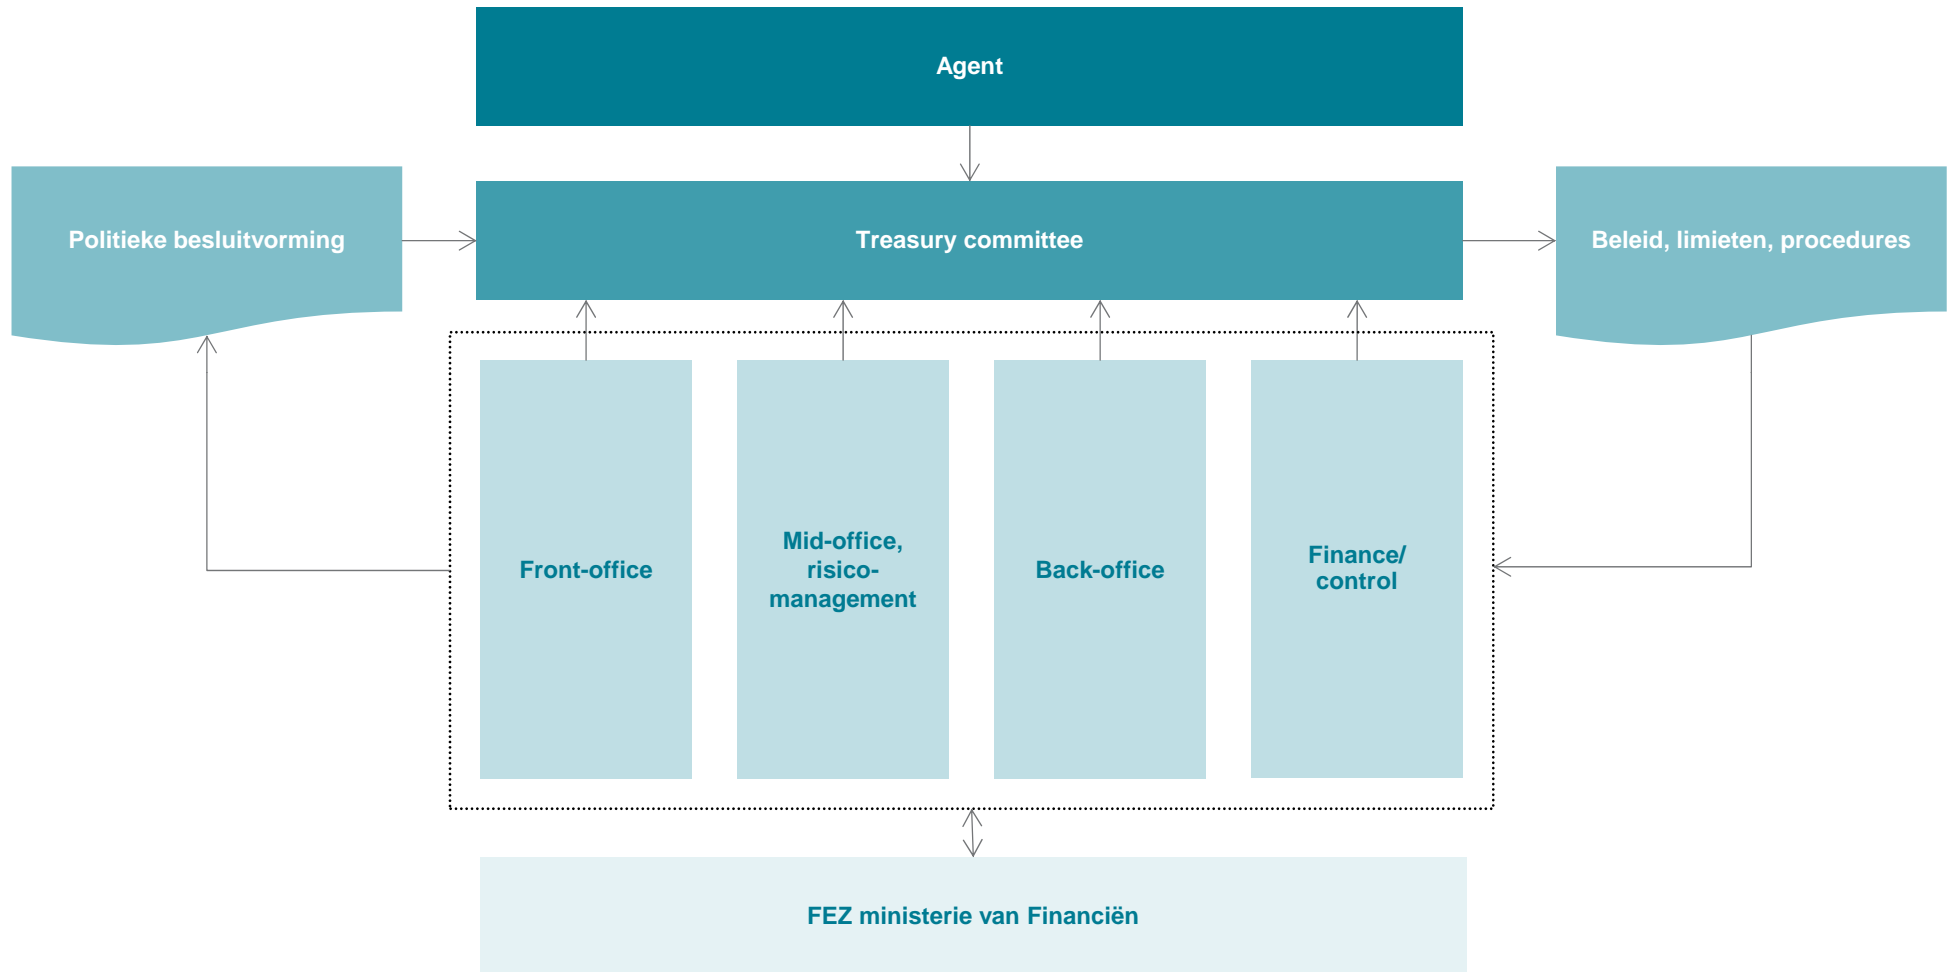 Agent
Politieke besluitvorming
Treasury committee
Beleid, limieten, procedures
Front-office
Mid-office,
risico-
management
Back-office
Finance/
control
FEZ ministerie van Financiën